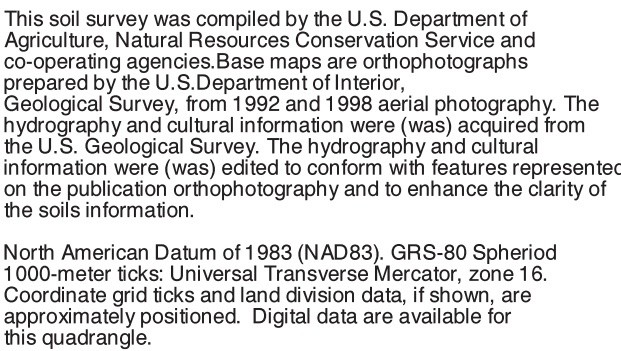 This soil survey was compiled by the U.S. Department of
Agriculture, Natural Resources Conservation Service and
co-operating agencies.Base maps are orthophotographs
prepared by the U.S.Department of Interior,
Geological Survey, from 1992 and 1998 aerial photography. The
hydrography and cultural information were (was) acquired from
the U.S. Geological Survey. The hydrography and cultural
information were (was) edited to conform with features represented
on the publication orthophotography and to enhance the clarity of
the soils information.

North American Datum of 1983 (NAD83). GRS-80 Spheriod
1000-meter ticks: Universal Transverse Mercator, zone 16.
Coordinate grid ticks and land division data, if shown, are
approximately positioned. Digital data are available for
this quadrangle.